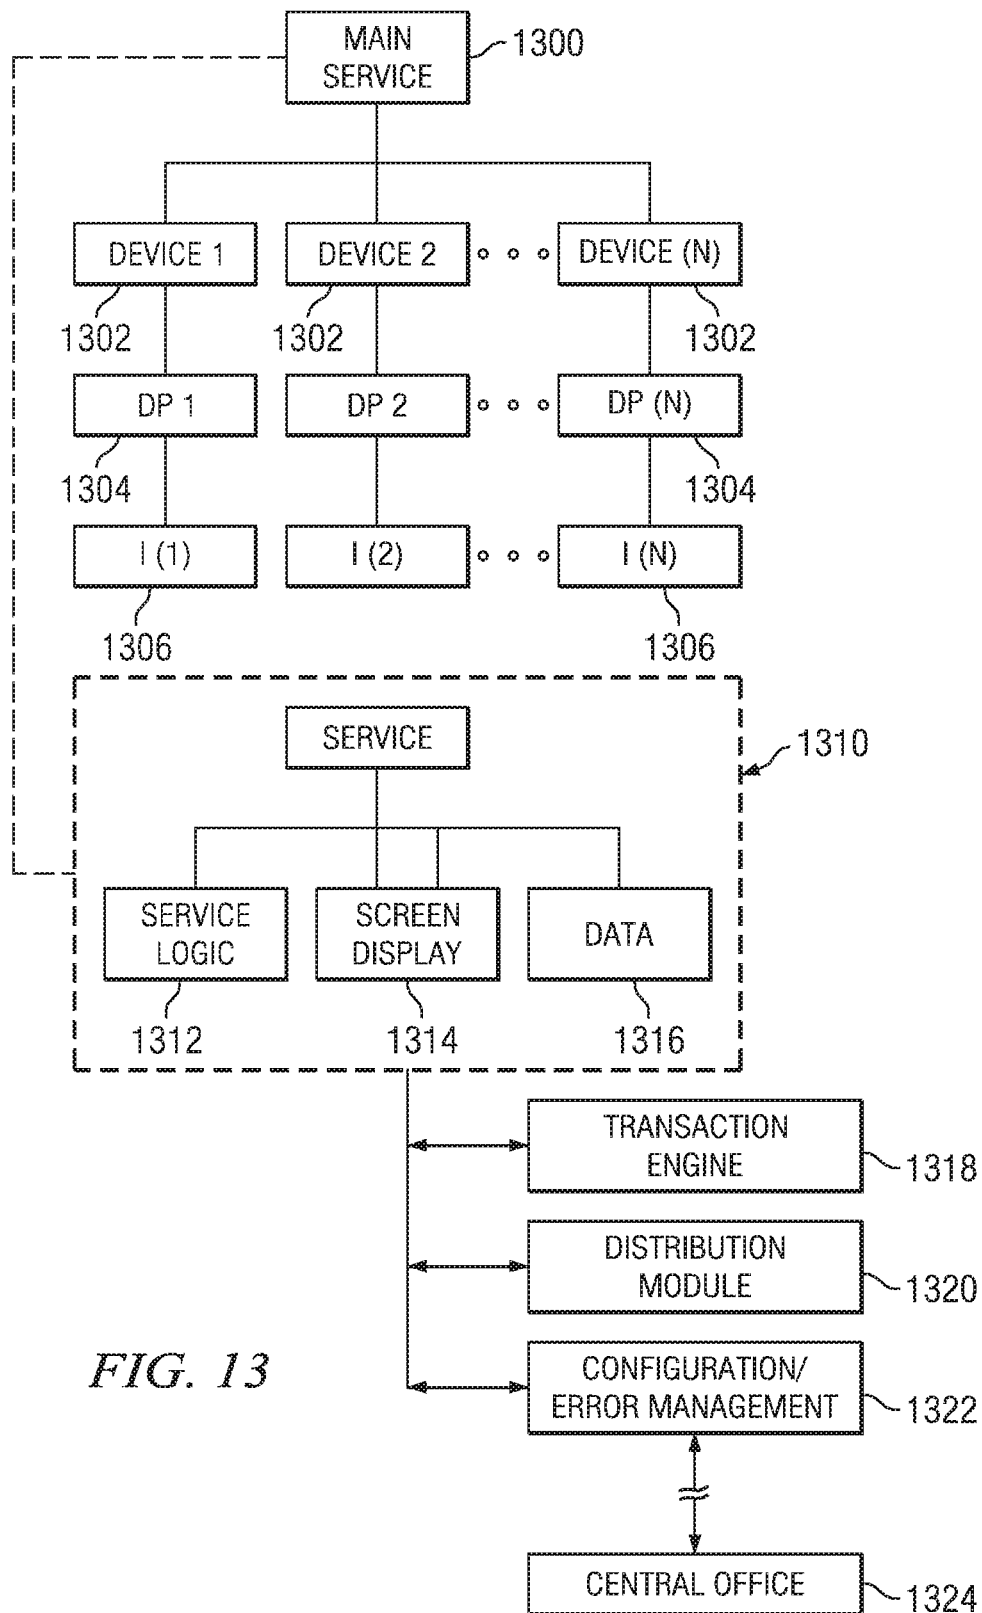 MAIN
SERVICE
1300
DEVICE 1
DEVICE 2
DEVICE (N)
1302
1302
1302
DP 1
DP 2
DP (N)
1304
1304
I (1)
I (2)
I (N)
1306
1306
SERVICE
1310
SERVICE
LOGIC
SCREEN
DISPLAY
DATA
1312
1314
1316
TRANSACTION
ENGINE
1318
DISTRIBUTION
MODULE
1320
FIG. 13
CONFIGURATION/
ERROR MANAGEMENT
1322
CENTRAL OFFICE
1324